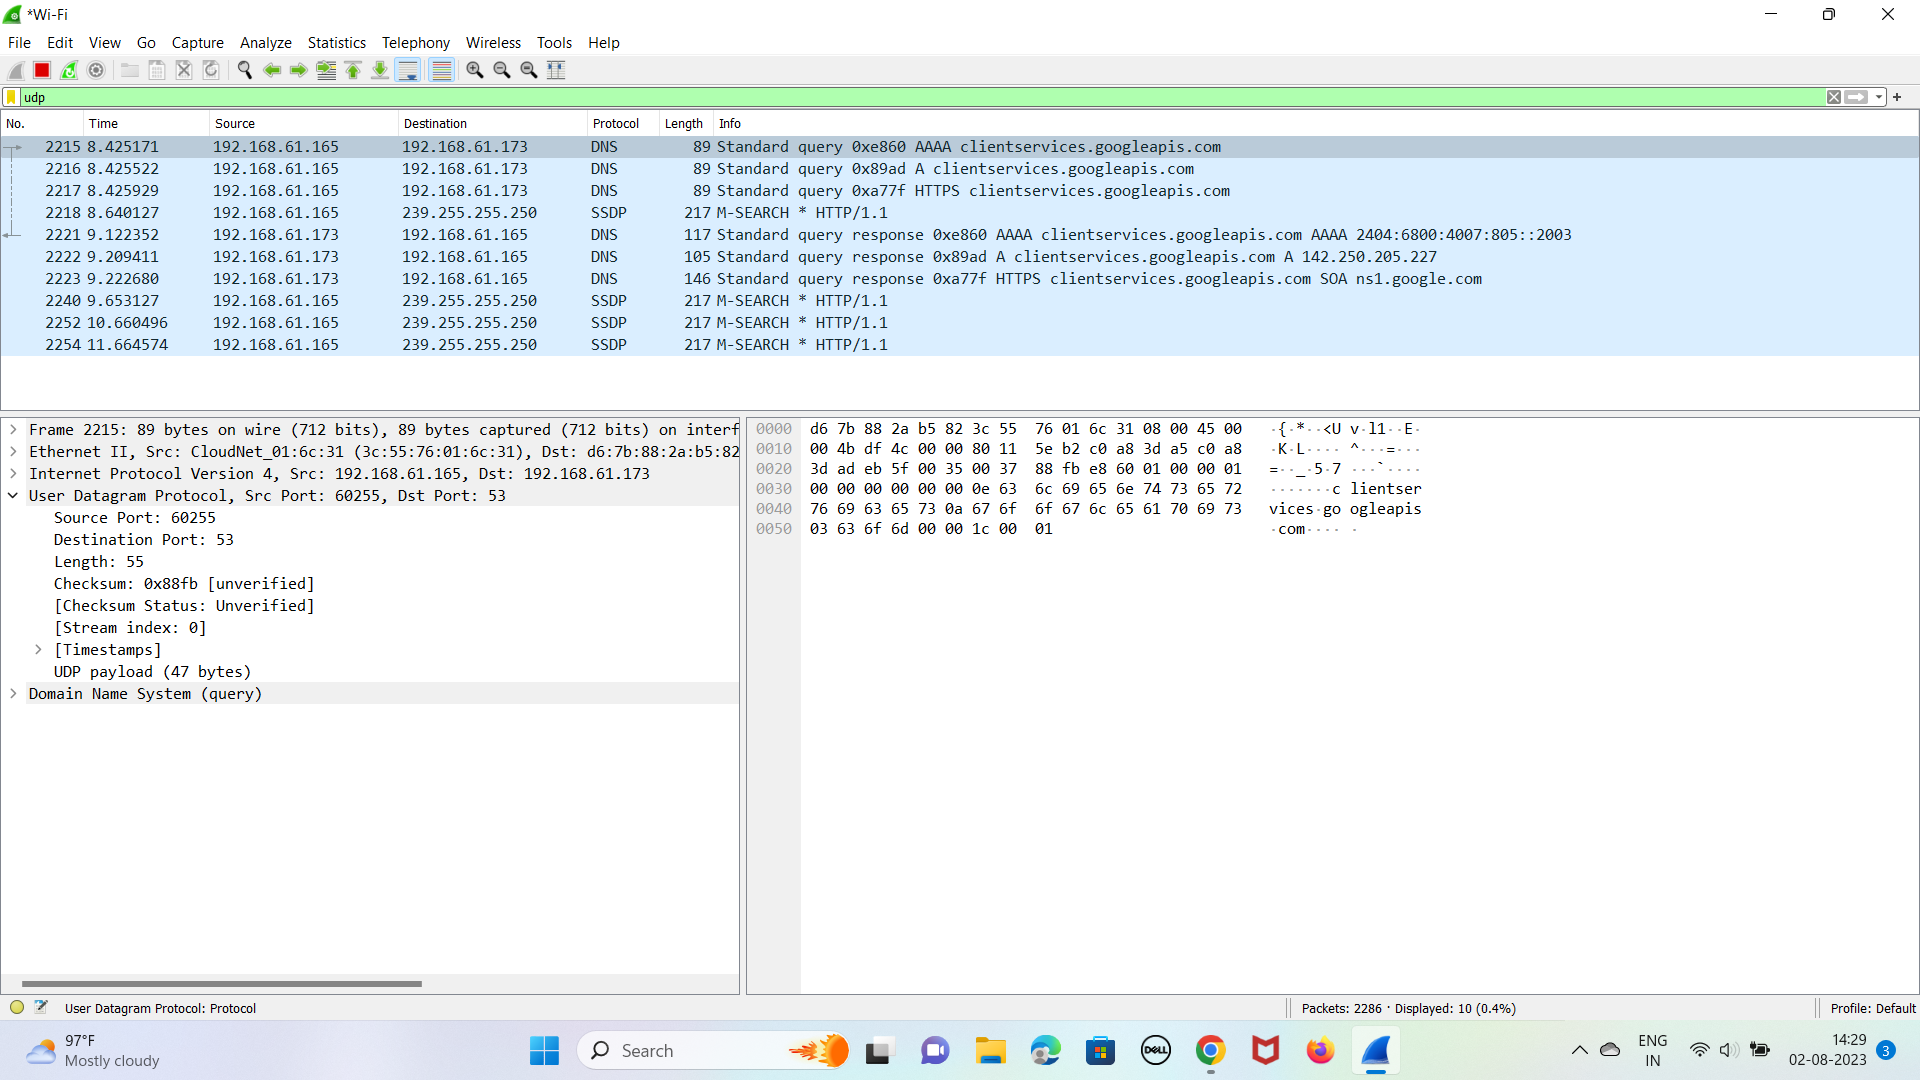 *Wi-Fi
File Edit View Go Capture Analyze Statistics Telephony Wireless Tools Help
udp
No. Time Source Destination Protocol Length Info
2215 8.425171 192.168.61.165 192.168.61.173 DNS 89 Standard query 0xe860 AAAA clientservices.googleapis.com
2216 8.425522 192.168.61.165 192.168.61.173 DNS 89 Standard query 0x89ad A clientservices.googleapis.com
2217 8.425929 192.168.61.165 192.168.61.173 DNS 89 Standard query 0xa77f HTTPS clientservices.googleapis.com
2218 8.640127 192.168.61.165 239.255.255.250 SSDP 217 M-SEARCH * HTTP/1.1
2221 9.122352 192.168.61.173 192.168.61.165 DNS 117 Standard query response 0xe860 AAAA clientservices.googleapis.com AAAA 2404:6800:4007:805::2003
2222 9.209411 192.168.61.173 192.168.61.165 DNS 105 Standard query response 0x89ad A clientservices.googleapis.com A 142.250.205.227
2223 9.222680 192.168.61.173 192.168.61.165 DNS 146 Standard query response 0xa77f HTTPS clientservices.googleapis.com SOA ns1.google.com
2240 9.653127 192.168.61.165 239.255.255.250 SSDP 217 M-SEARCH * HTTP/1.1
2252 10.660496 192.168.61.165 239.255.255.250 SSDP 217 M-SEARCH * HTTP/1.1
2254 11.664574 192.168.61.165 239.255.255.250 SSDP 217 M-SEARCH * HTTP/1.1
Frame 2215: 89 bytes on wire (712 bits), 89 bytes captured (712 bits) on interf
Ethernet II, Src: CloudNet_01:6c:31 (3c:55:76:01:6c:31), Dst: d6:7b:88:2a:b5:82
Internet Protocol Version 4, Src: 192.168.61.165, Dst: 192.168.61.173
User Datagram Protocol, Src Port: 60255, Dst Port: 53
Source Port: 60255
Destination Port: 53
Length: 55
Checksum: 0x88fb [unverified]
[Checksum Status: Unverified]
[Stream index: 0]
[Timestamps]
UDP payload (47 bytes)
Domain Name System (query)
0000 d6 7b 88 2a b5 82 3c 55 76 01 6c 31 08 00 45 00 ·{·*··<U v·l1··E·
0010 00 4b df 4c 00 00 80 11 5e b2 c0 a8 3d a5 c0 a8 ·K·L···· ^···=···
0020 3d ad eb 5f 00 35 00 37 88 fb e8 60 01 00 00 01 =··_·5·7 ···`····
0030 00 00 00 00 00 00 0e 63 6c 69 65 6e 74 73 65 72 ·······c lientser
0040 76 69 63 65 73 0a 67 6f 6f 67 6c 65 61 70 69 73 vices·go ogleapis
0050 03 63 6f 6d 00 00 1c 00 01 ·com···· ·
User Datagram Protocol: Protocol
Packets: 2286 · Displayed: 10 (0.4%)
Profile: Default
97°F
Mostly cloudy
Search
DELL
ENG
IN
14:29
02-08-2023
3